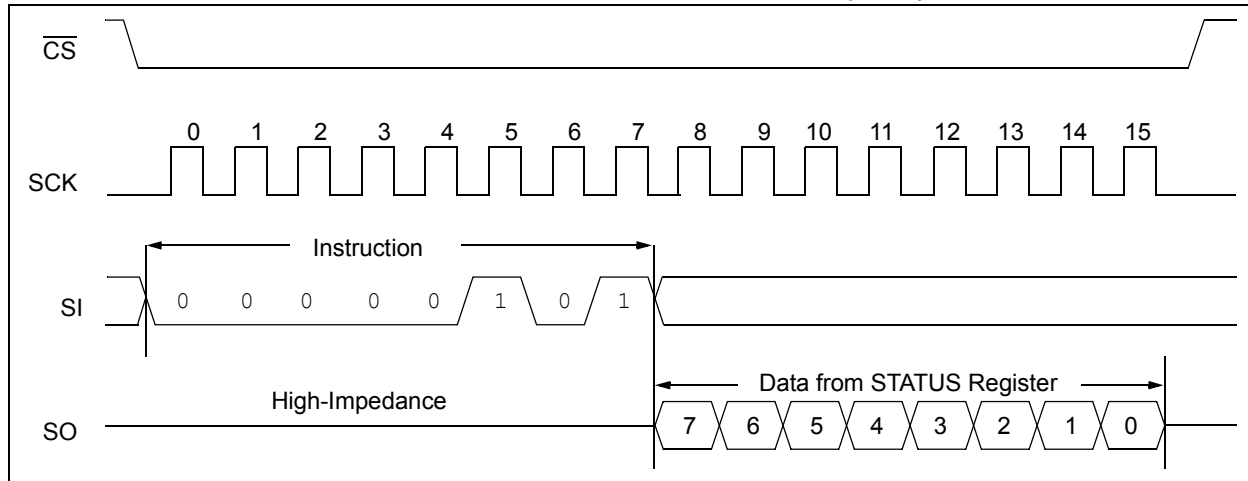 CS
0 1 2 3 4 5 6 7 8 9 10 11 12 13 14 15
SCK
Instruction
SI 0 0 0 0 0 1 0 1
Data from STATUS Register
High-Impedance
SO 7 6 5 4 3 2 1 0